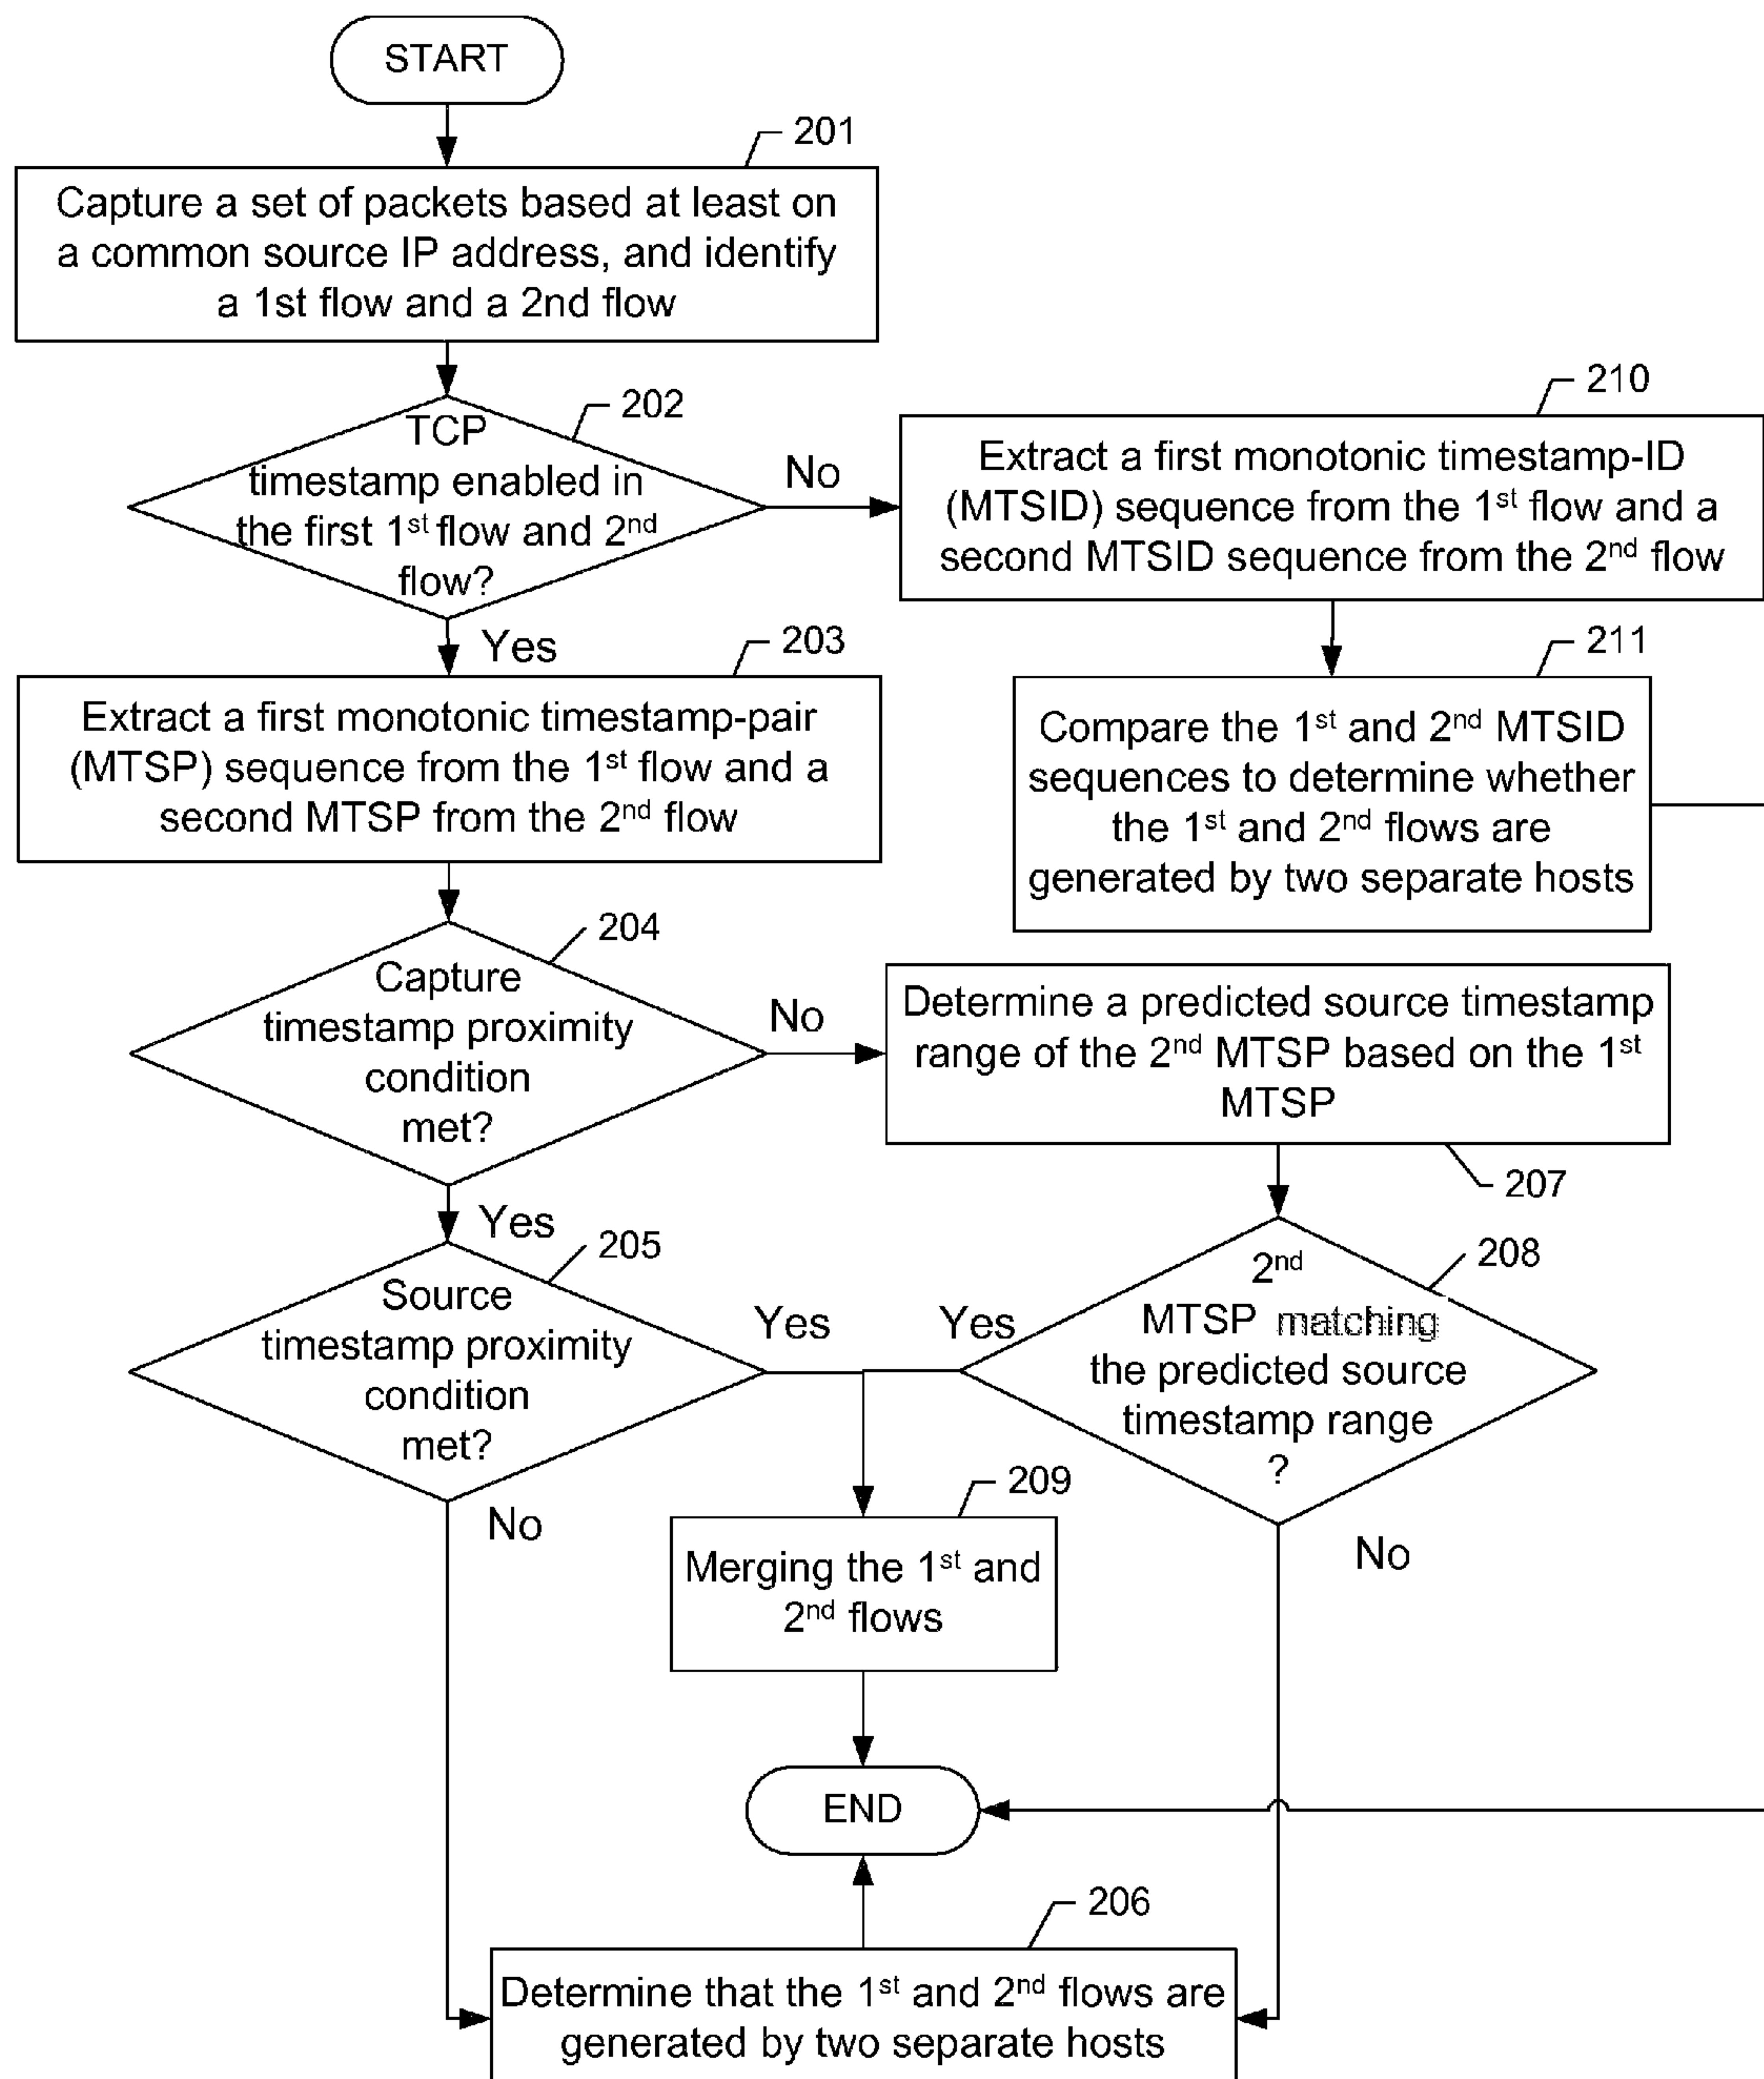 START
201
Capture a set of packets based at least on
a common source IP address, and identify
a 1st flow and a 2nd flow
202
TCP
timestamp enabled in
the first 1st flow and 2nd
flow?
No
Yes
210
Extract a first monotonic timestamp-ID
(MTSID) sequence from the 1st flow and a
second MTSID sequence from the 2nd flow
203
Extract a first monotonic timestamp-pair
(MTSP) sequence from the 1st flow and a
second MTSP from the 2nd flow
211
Compare the 1st and 2nd MTSID
sequences to determine whether
the 1st and 2nd flows are
generated by two separate hosts
204
Capture
timestamp proximity
condition
met?
No
Yes
Determine a predicted source timestamp
range of the 2nd MTSP based on the 1st
MTSP
207
205
Source
timestamp proximity
condition
met?
Yes
No
208
2nd
MTSP matching
the predicted source
timestamp range
?
Yes
No
209
Merging the 1st and
2nd flows
END
206
Determine that the 1st and 2nd flows are
generated by two separate hosts